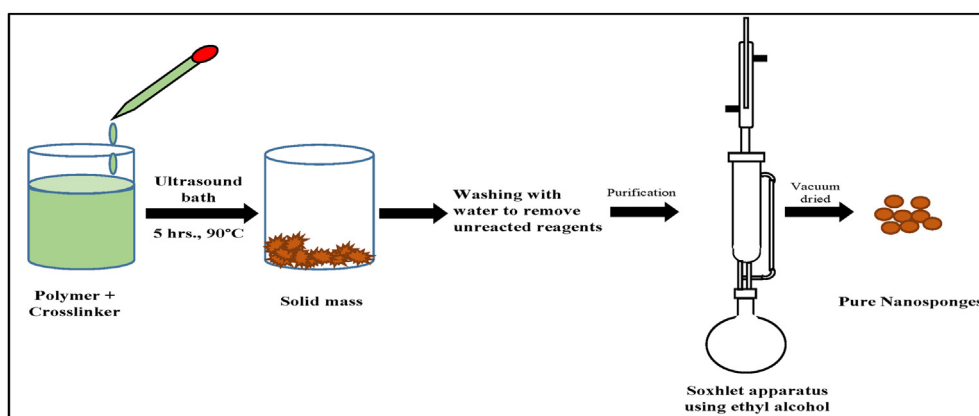 Polymer +
Crosslinker
Ultrasound
bath
5 hrs., 90°C
Solid mass
Washing with
water to remove
unreacted reagents
Purification
Soxhlet apparatus
using ethyl alcohol
Vacuum
dried
Pure Nanosponges